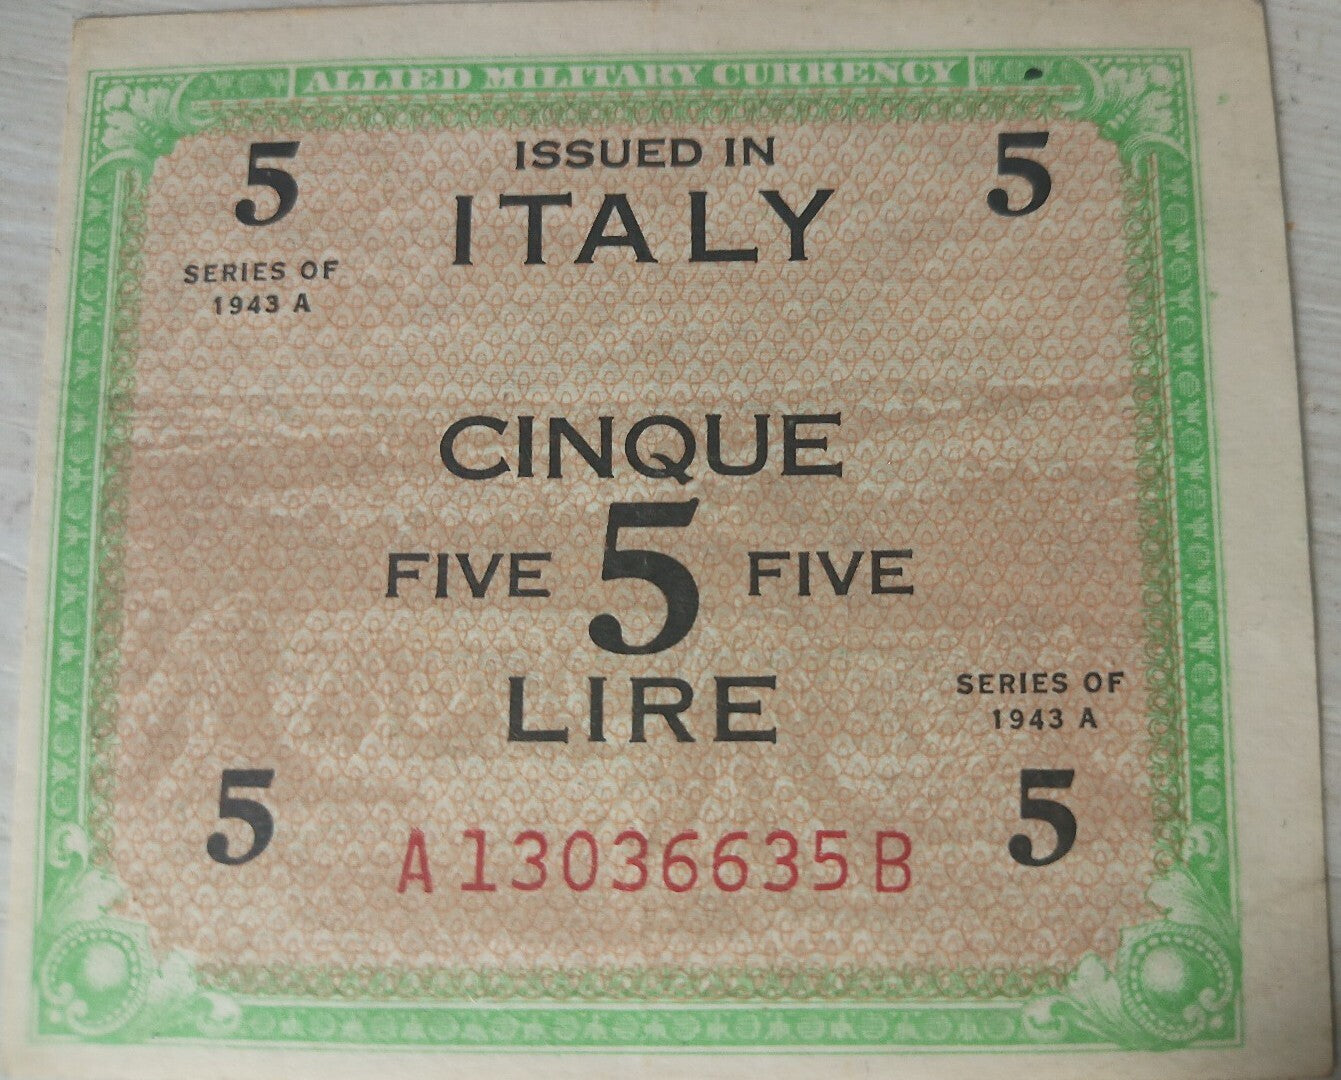 ALLIED MILITARY CURRENCY
5 ISSUED IN 5
ITALY
SERIES OF
1943 A
CINQUE
FIVE 5 FIVE
LIRE
SERIES OF
1943 A
5 5
A13036635B